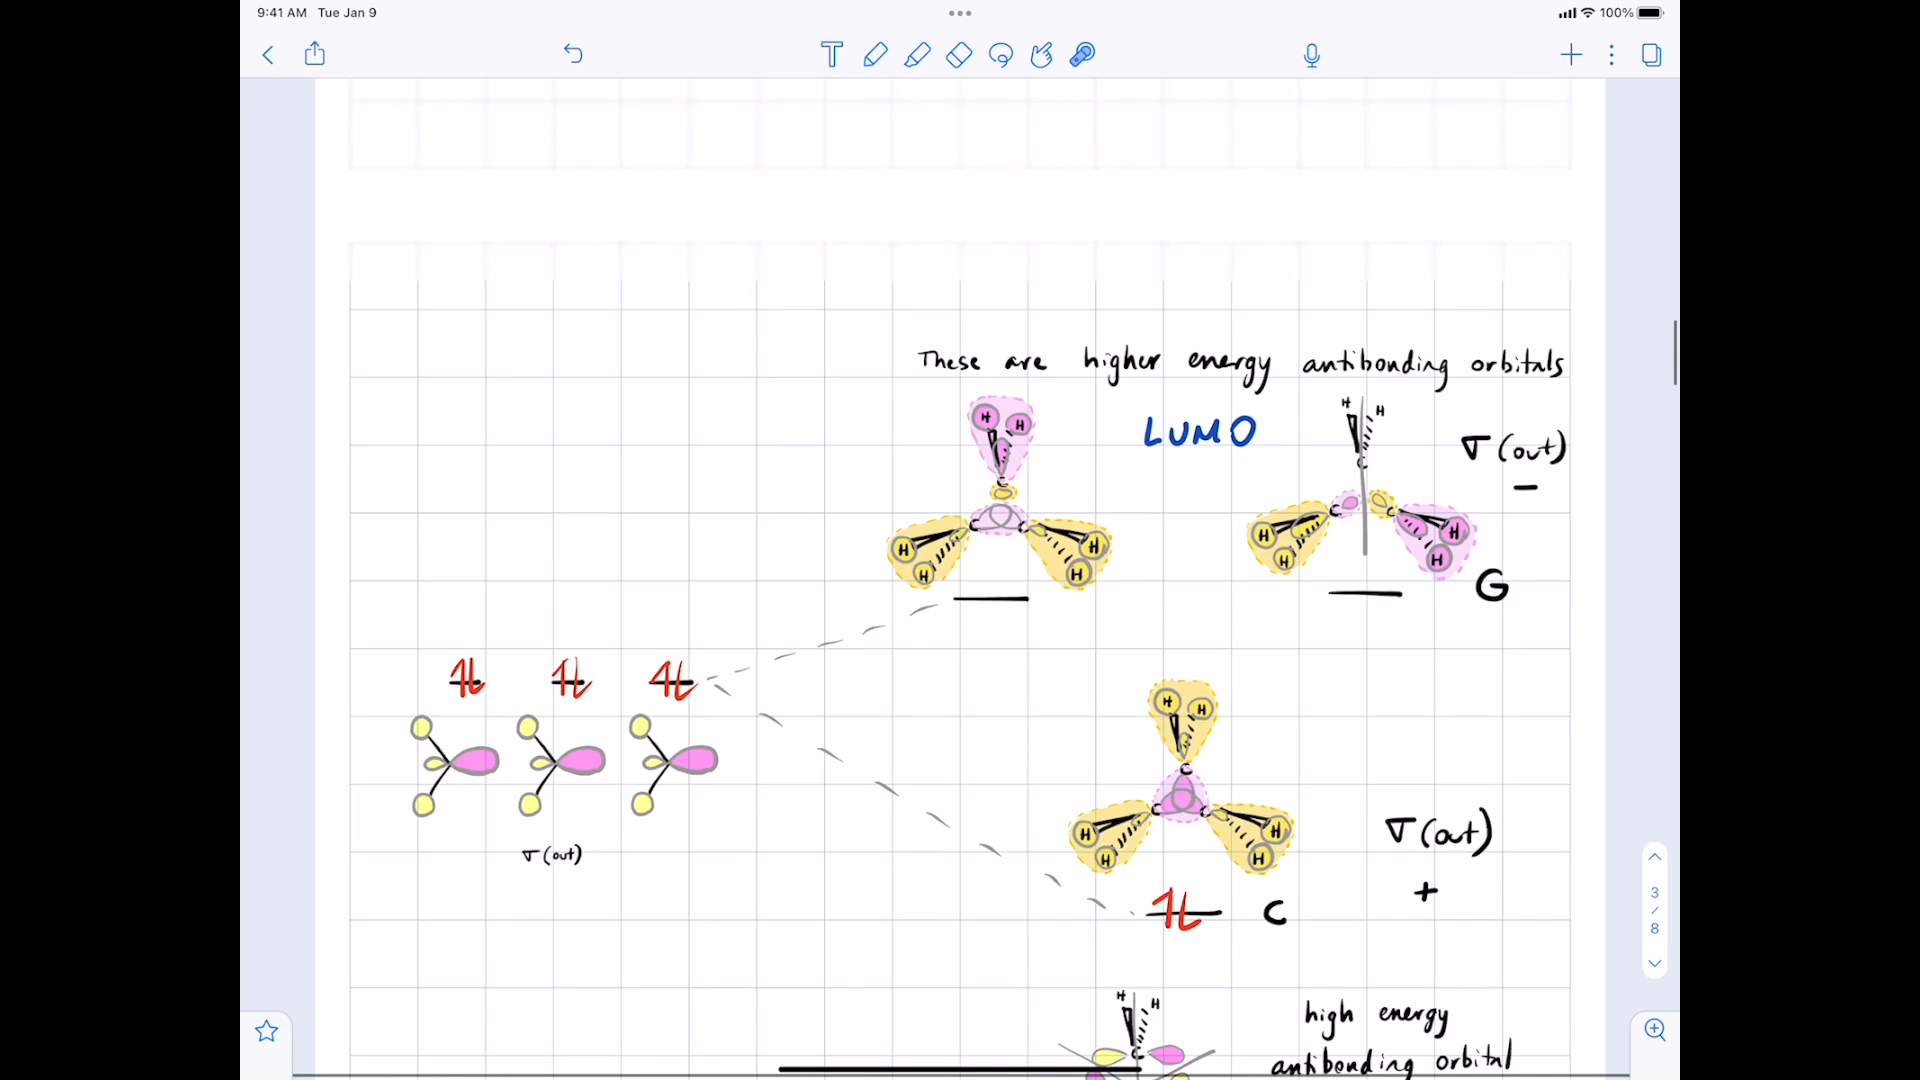 9:41 AM Tue Jan 9
100%
These are higher energy antibonding orbitals
H H
H H
LUMO
σ (out)
−
C
C
C C
C C
H H
H H
H H
H H
G
H H
C
C C
H H
H H
σ (out)
+
σ (out)
C
3
/
8
H H
C
high energy
antibonding orbital